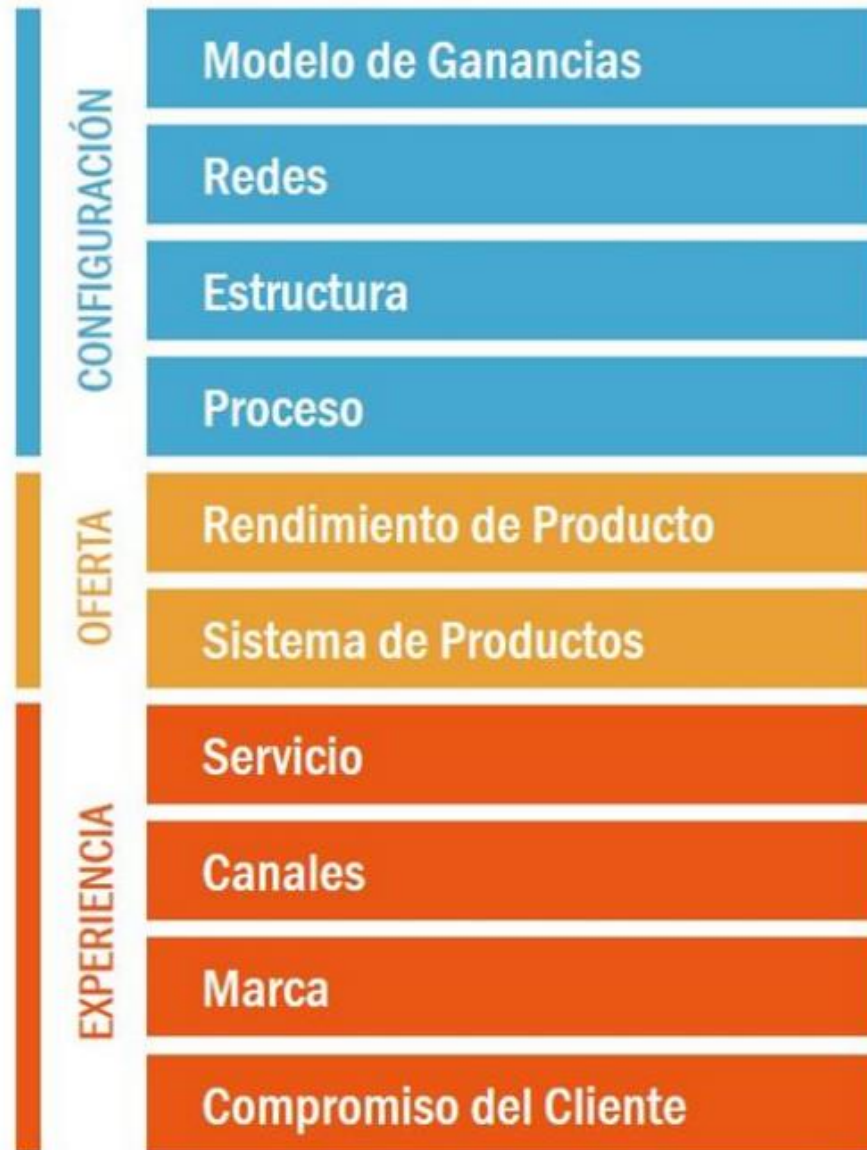 CONFIGURACIÓN
Modelo de Ganancias
Redes
Estructura
Proceso
OFERTA
Rendimiento de Producto
Sistema de Productos
EXPERIENCIA
Servicio
Canales
Marca
Compromiso del Cliente